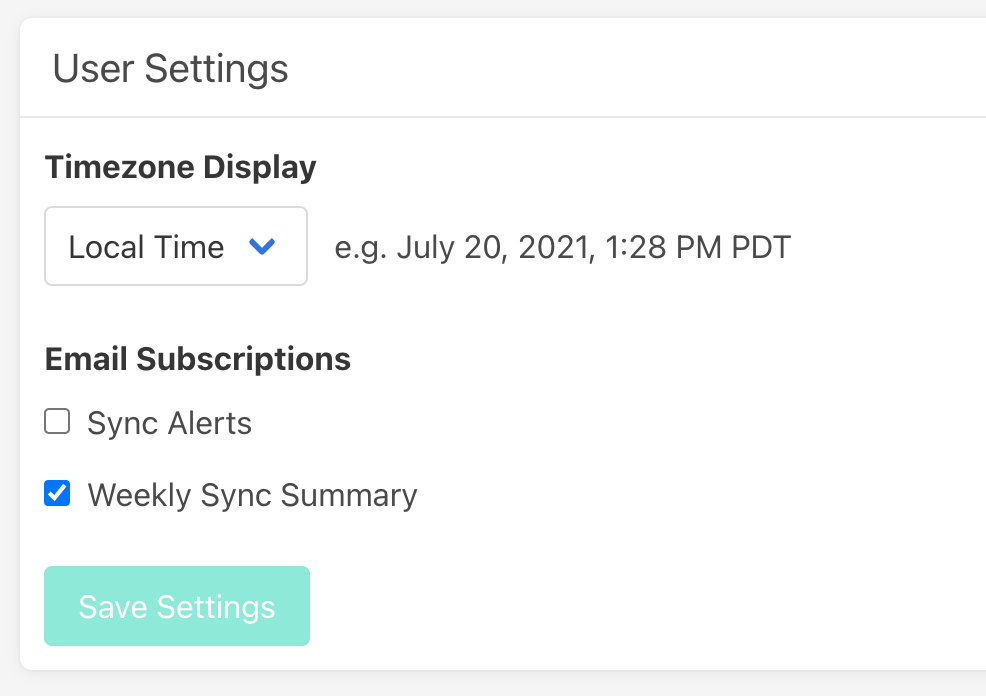 User Settings
Timezone Display
Local Time e.g. July 20, 2021, 1:28 PM PDT
Email Subscriptions
Sync Alerts
Weekly Sync Summary
Save Settings